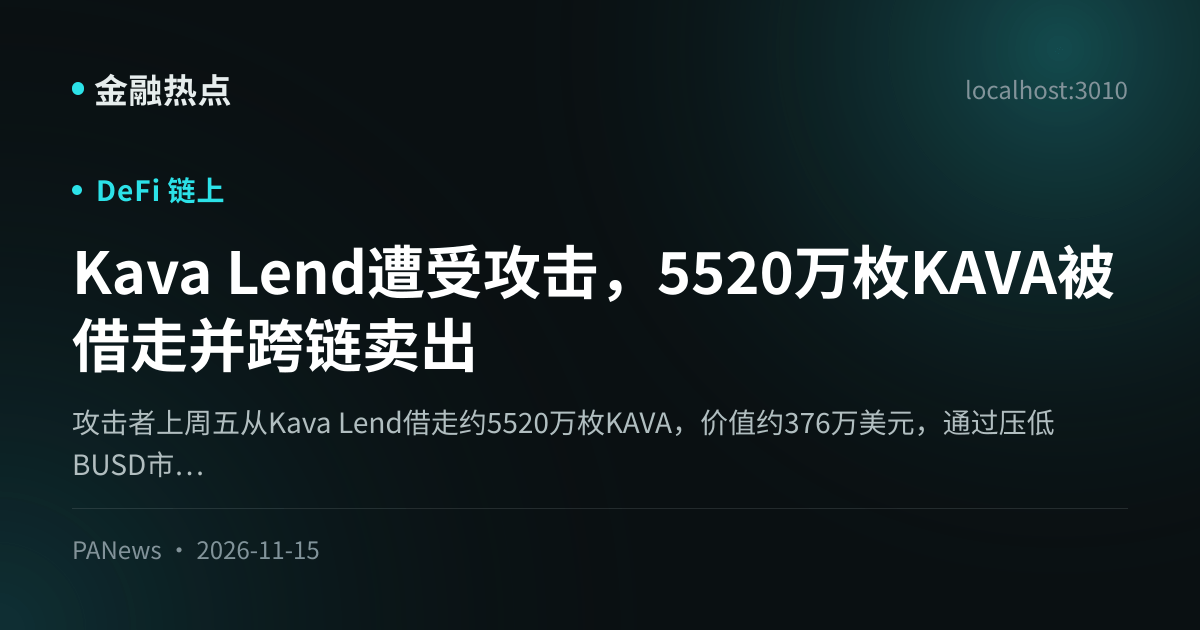 金融热点
localhost:3010
DeFi 链上
Kava Lend遭受攻击，5520万枚KAVA被
借走并跨链卖出
攻击者上周五从Kava Lend借走约5520万枚KAVA，价值约376万美元，通过压低
BUSD市…
PANews • 2026-11-15